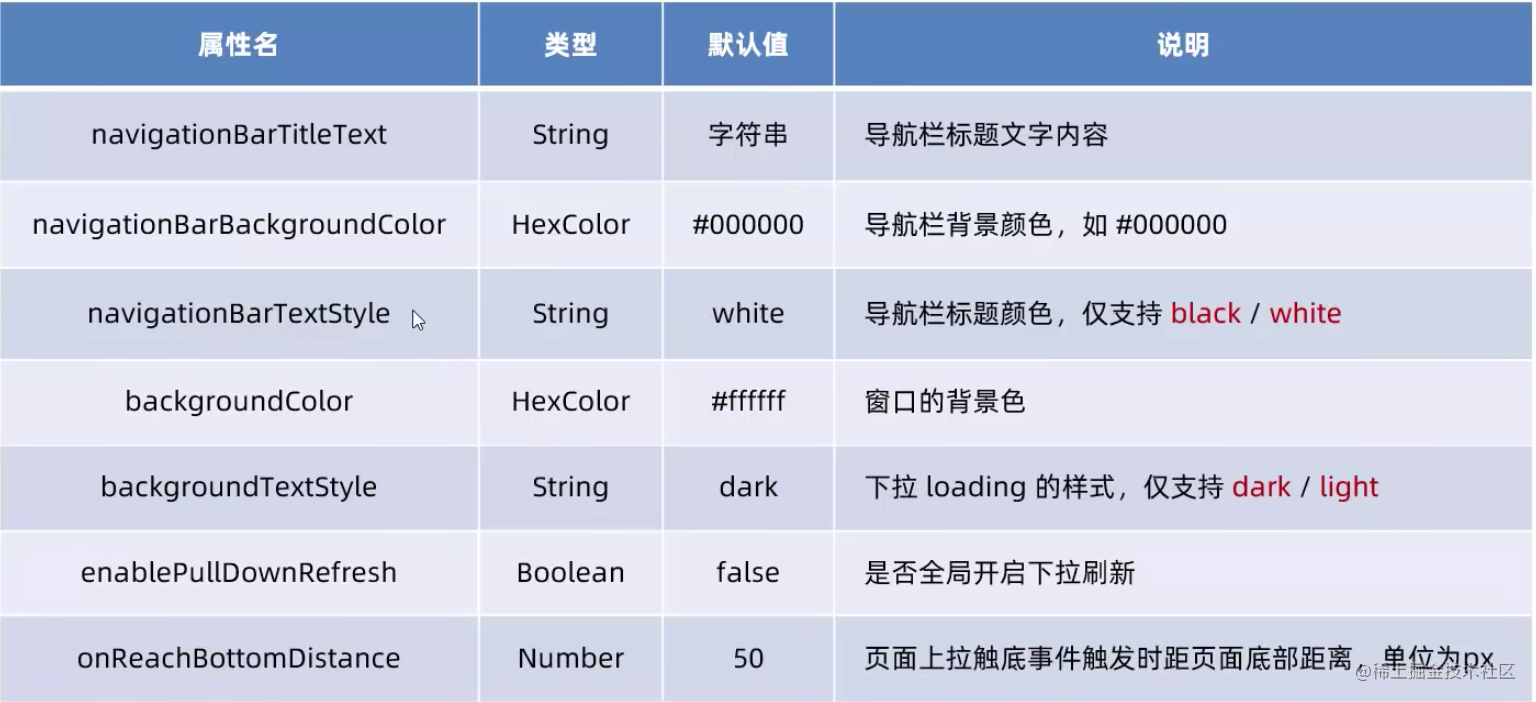 属性名 类型 默认值 说明
navigationBarTitleText String 字符串 导航栏标题文字内容
navigationBarBackgroundColor HexColor #000000 导航栏背景颜色，如 #000000
navigationBarTextStyle String white 导航栏标题颜色，仅支持 black / white
backgroundColor HexColor #ffffff 窗口的背景色
backgroundTextStyle String dark 下拉 loading 的样式，仅支持 dark / light
enablePullDownRefresh Boolean false 是否全局开启下拉刷新
onReachBottomDistance Number 50 页面上拉触底事件触发时距页面底部距离，单位为px
@稀土掘金技术社区